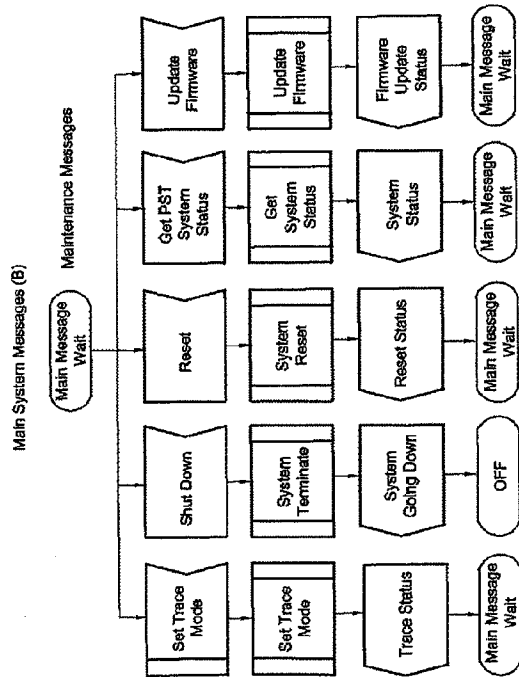 Main System Messages (B)
Main Message
Wait
Maintenance Messages
Set Trace
Mode
Shut Down
Reset
Get PST
System
Status
Update
Firmware
Set Trace
Mode
System
Terminate
System
Reset
Get
System
Status
Update
Firmware
Trace Status
System
Going Down
Reset Status
System
Status
Firmware
Update
Status
Main Message
Wait
OFF
Main Message
Wait
Main Message
Wait
Main Message
Wait